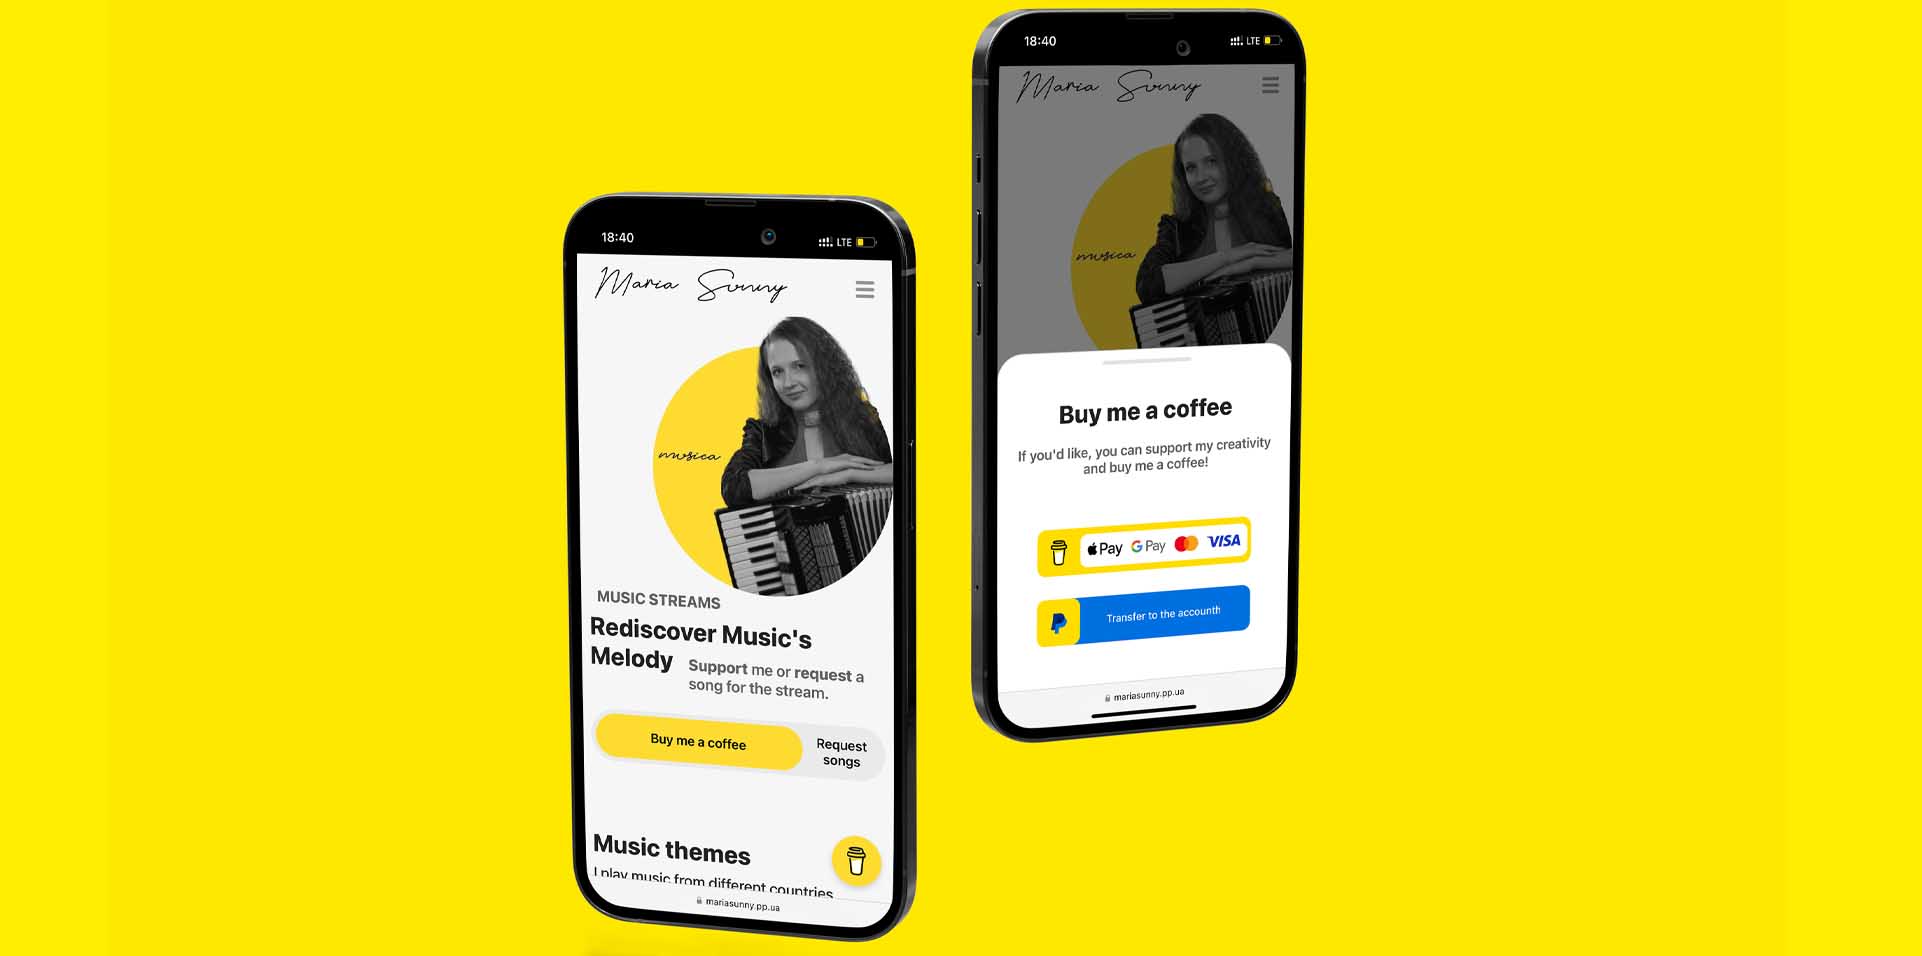 18:40
LTE
Maria Sunny
musica
MUSIC STREAMS
Rediscover Music's
Melody
Support me or request a
song for the stream.
Buy me a coffee
Request
songs
Music themes
I play music from different countries
mariasunny.pp.ua
18:40
LTE
Maria Sunny
musica
Buy me a coffee
If you'd like, you can support my creativity
and buy me a coffee!
Pay G Pay VISA
Transfer to the accounth
mariasunny.pp.ua